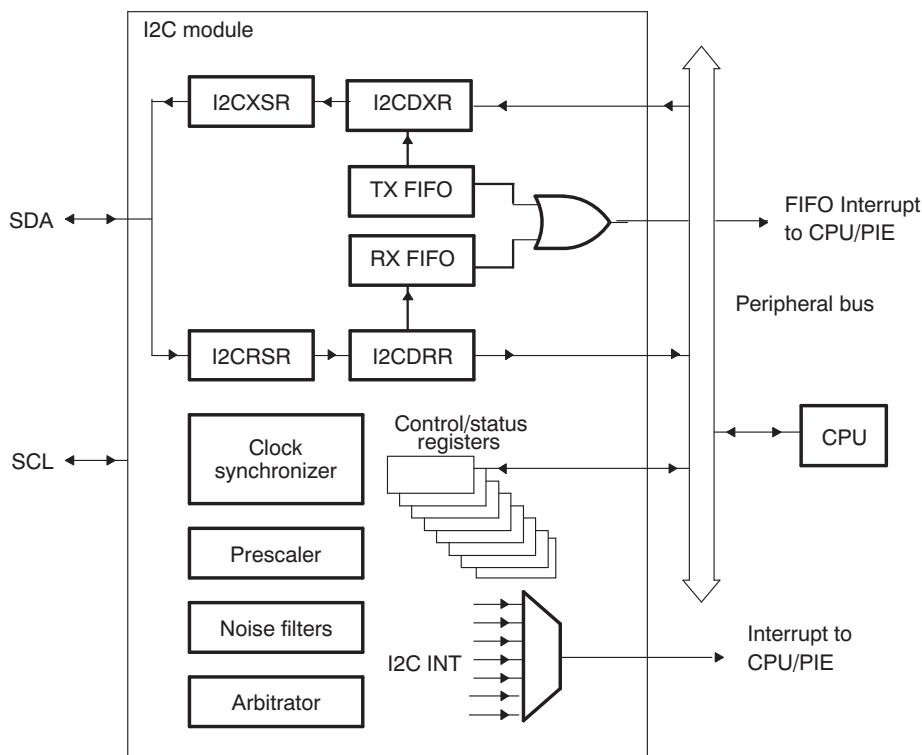 I2C module
I2CXSR
I2CDXR
TX FIFO
SDA
FIFO Interrupt
to CPU/PIE
RX FIFO
Peripheral bus
I2CRSR
I2CDRR
Control/status
registers
Clock
synchronizer
SCL
CPU
Prescaler
Noise filters
I2C INT
Interrupt to
CPU/PIE
Arbitrator